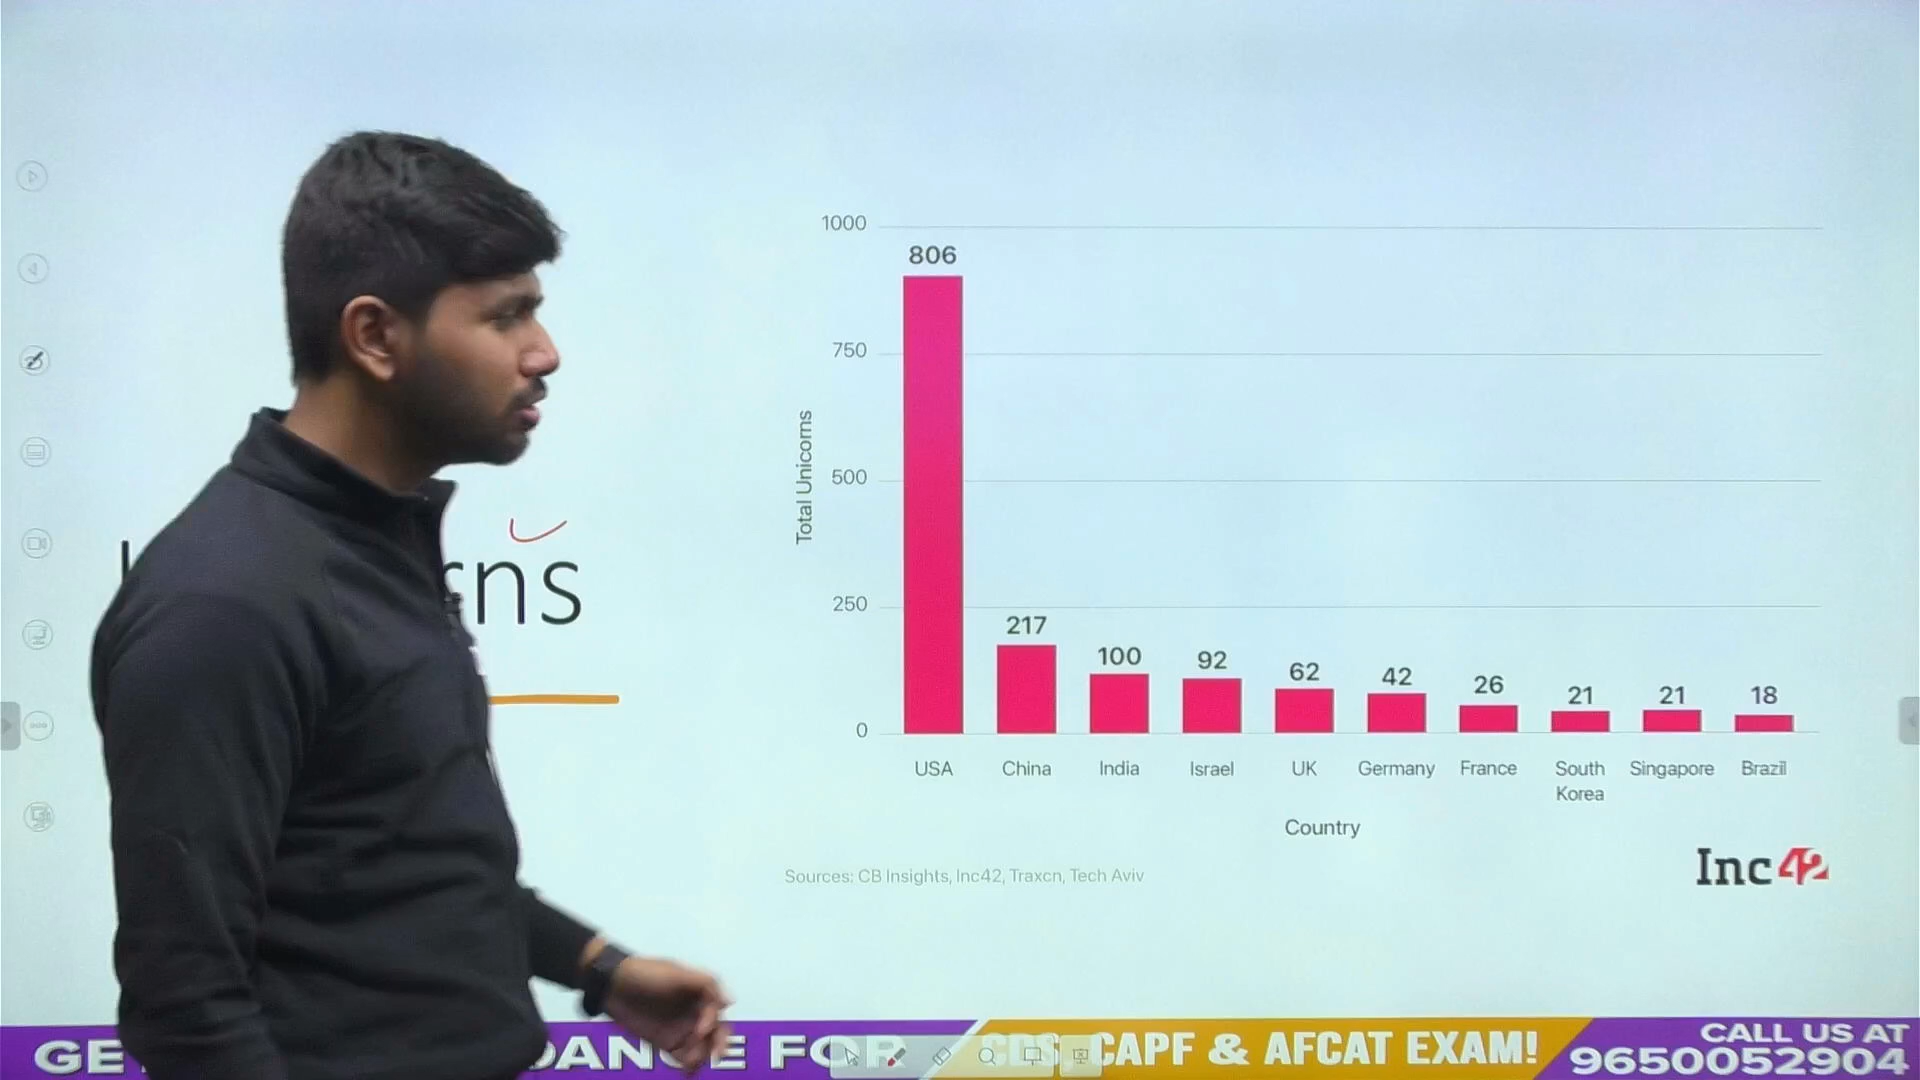 1000
806
750
Total Unicorns
500
250
217
100
92
62
42
26
21
21
18
0
USA
China
India
Israel
UK
Germany
France
South
Korea
Singapore
Brazil
Country
Sources: CB Insights, Inc42, Traxcn, Tech Aviv
Inc42
FOR
CDS, CAPF & AFCAT EXAM!
CALL US AT
9650052904